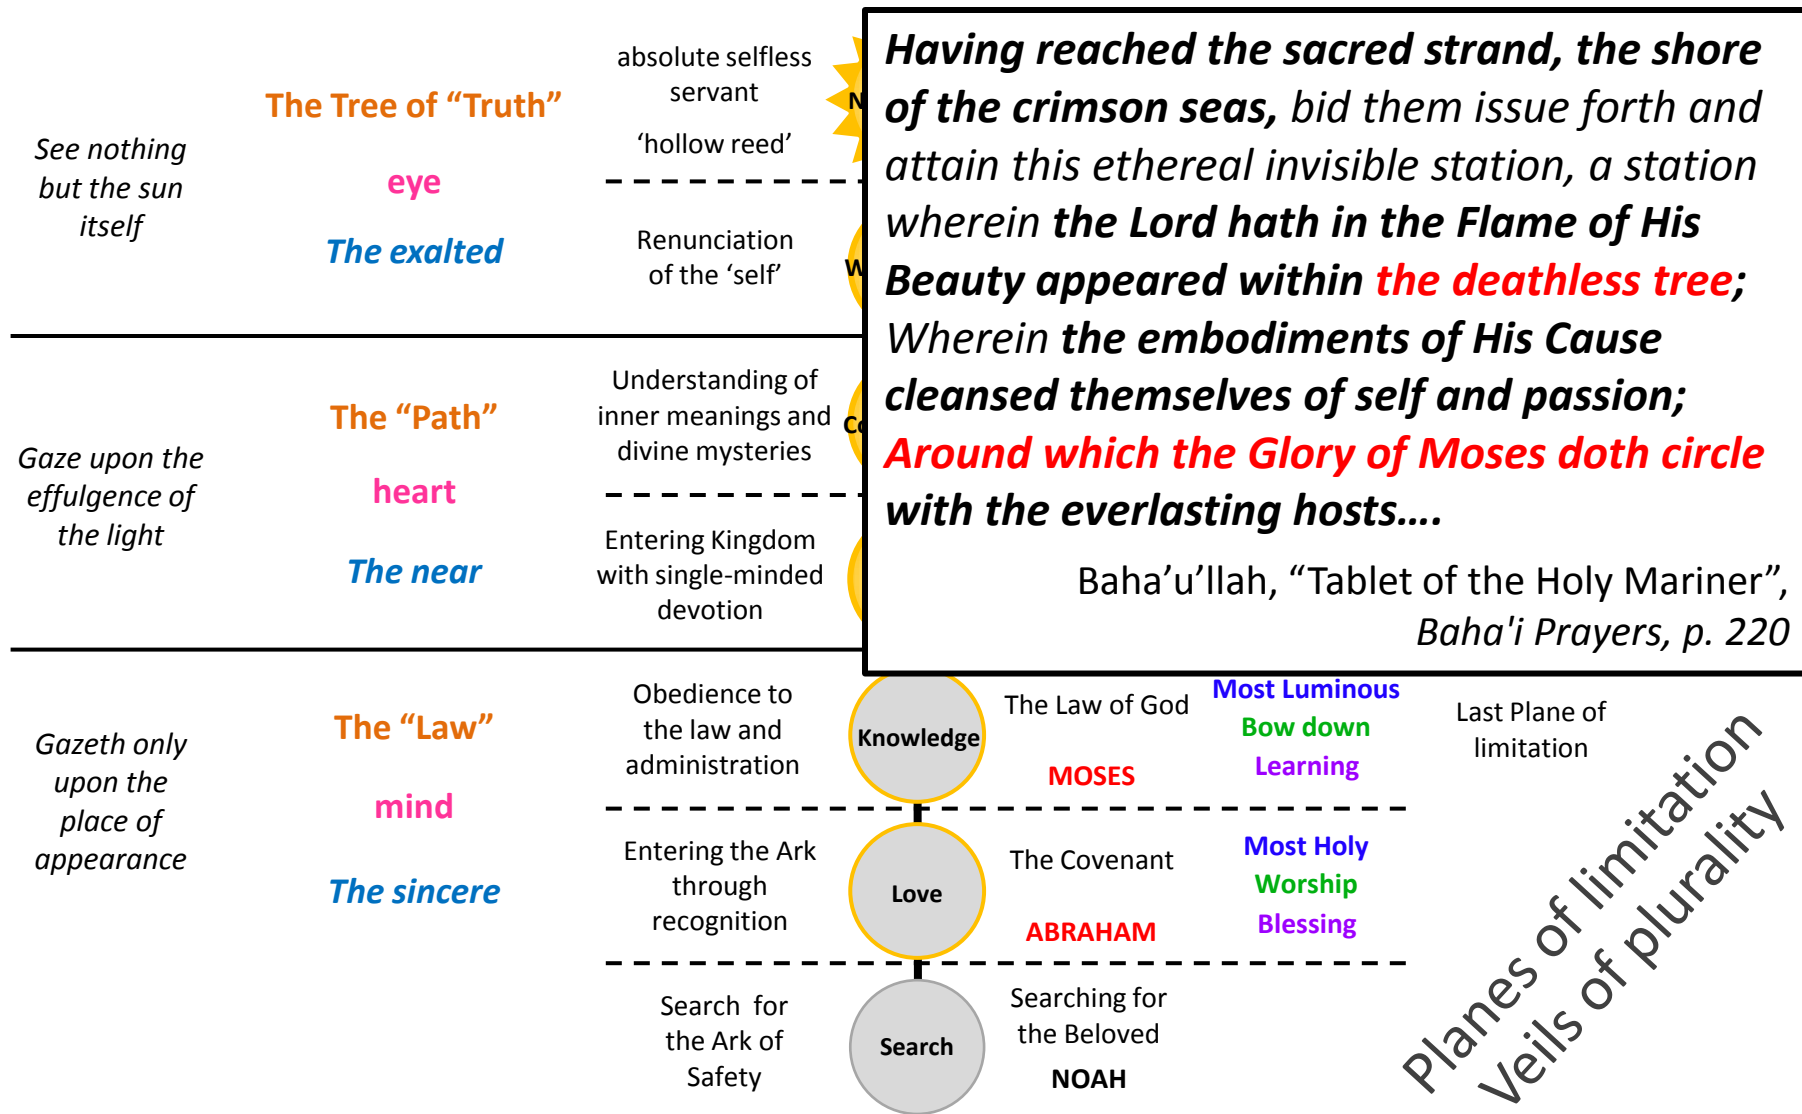 See nothing
but the sun
itself
The Tree of “Truth”
eye
The exalted
absolute selfless
servant
‘hollow reed’
Renunciation
of the ‘self’
Having reached the sacred strand, the shore
of the crimson seas, bid them issue forth and
attain this ethereal invisible station, a station
wherein the Lord hath in the Flame of His
Beauty appeared within the deathless tree;
Wherein the embodiments of His Cause
cleansed themselves of self and passion;
Around which the Glory of Moses doth circle
with the everlasting hosts….
Baha’u’llah, “Tablet of the Holy Mariner”,
Baha'i Prayers, p. 220
Gaze upon the
effulgence of
the light
The “Path”
heart
The near
Understanding of
inner meanings and
divine mysteries
Entering Kingdom
with single-minded
devotion
Gazeth only
upon the
place of
appearance
The “Law”
mind
The sincere
Obedience to
the law and
administration
Knowledge
The Law of God
MOSES
Most Luminous
Bow down
Learning
Last Plane of
limitation
Entering the Ark
through
recognition
Love
The Covenant
ABRAHAM
Most Holy
Worship
Blessing
Search for
the Ark of
Safety
Search
Searching for
the Beloved
NOAH
Planes of limitation
Veils of plurality